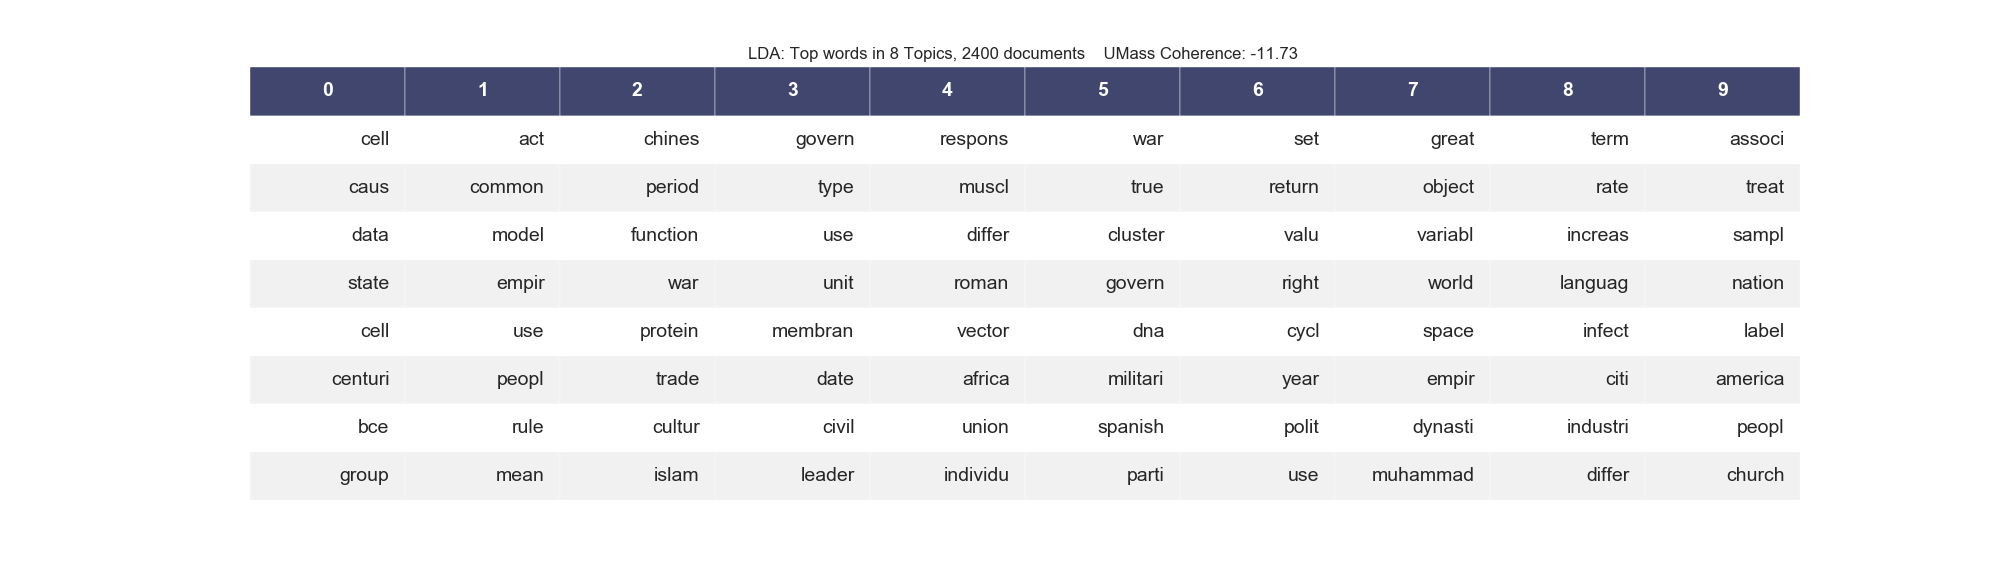 LDA: Top words in 8 Topics, 2400 documents    UMass Coherence: -11.73
0 1 2 3 4 5 6 7 8 9
cell act chines govern respons war set great term associ
caus common period type muscl true return object rate treat
data model function use differ cluster valu variabl increas sampl
state empir war unit roman govern right world languag nation
cell use protein membran vector dna cycl space infect label
centuri peopl trade date africa militari year empir citi america
bce rule cultur civil union spanish polit dynasti industri peopl
group mean islam leader individu parti use muhammad differ church